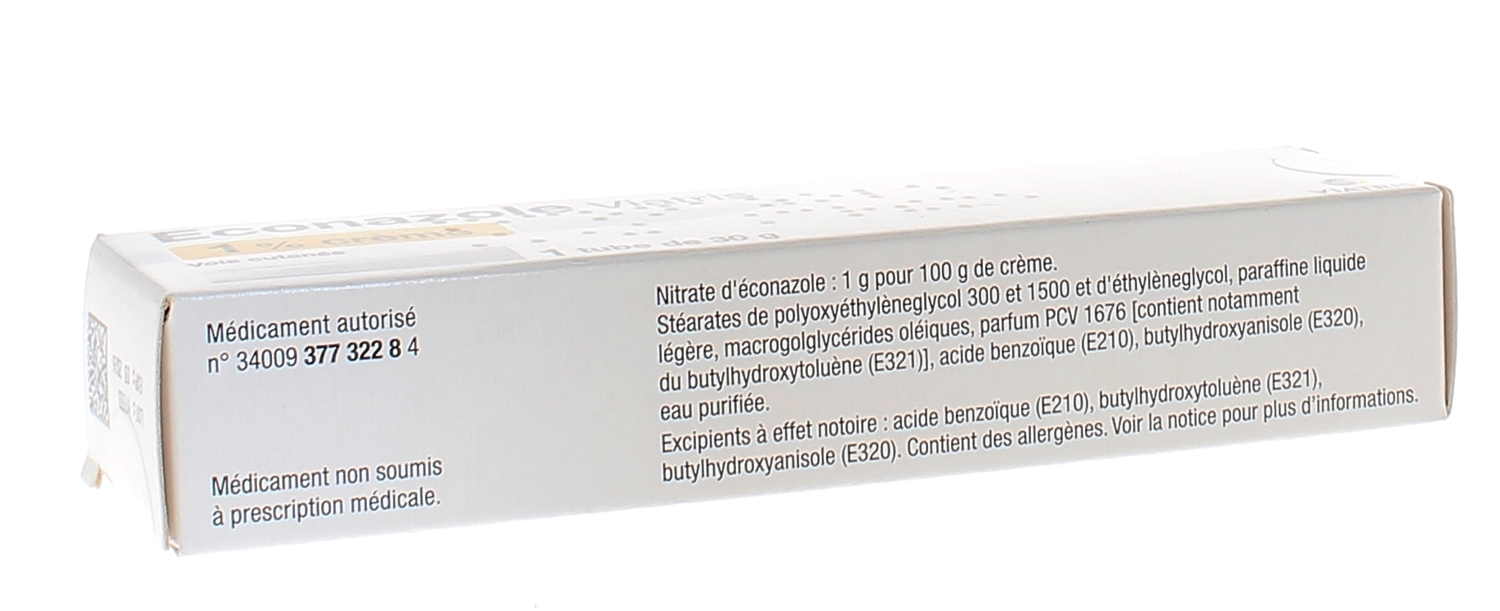 Econazole Viatris
1% crème
Voie cutanée
1 tube de 30 g
VIATRIS
Médicament autorisé
n° 34009 377 322 8 4
Médicament non soumis
à prescription médicale.
Nitrate d'éconazole : 1 g pour 100 g de crème.
Stéarates de polyoxyéthylèneglycol 300 et 1500 et d'éthylèneglycol, paraffine liquide
légère, macrogolglycérides oléiques, parfum PCV 1676 [contient notamment
du butylhydroxytoluène (E321)], acide benzoïque (E210), butylhydroxyanisole (E320),
eau purifiée.
Excipients à effet notoire : acide benzoïque (E210), butylhydroxytoluène (E321),
butylhydroxyanisole (E320). Contient des allergènes. Voir la notice pour plus d'informations.